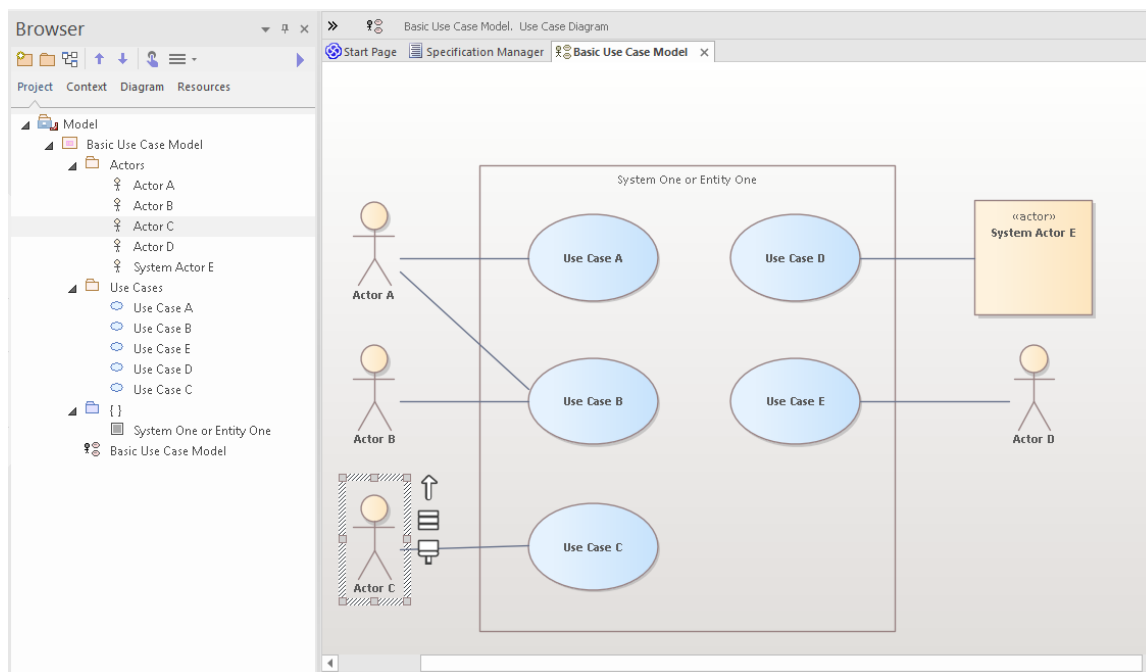 Browser
Project Context Diagram Resources
Model
Basic Use Case Model
Actors
Actor A
Actor B
Actor C
Actor D
System Actor E
Use Cases
Use Case A
Use Case B
Use Case E
Use Case D
Use Case C
{ }
System One or Entity One
Basic Use Case Model
Basic Use Case Model. Use Case Diagram
Start Page Specification Manager Basic Use Case Model
System One or Entity One
Actor A
Use Case A
Use Case D
«actor»
System Actor E
Actor B
Use Case B
Use Case E
Actor D
Actor C
Use Case C